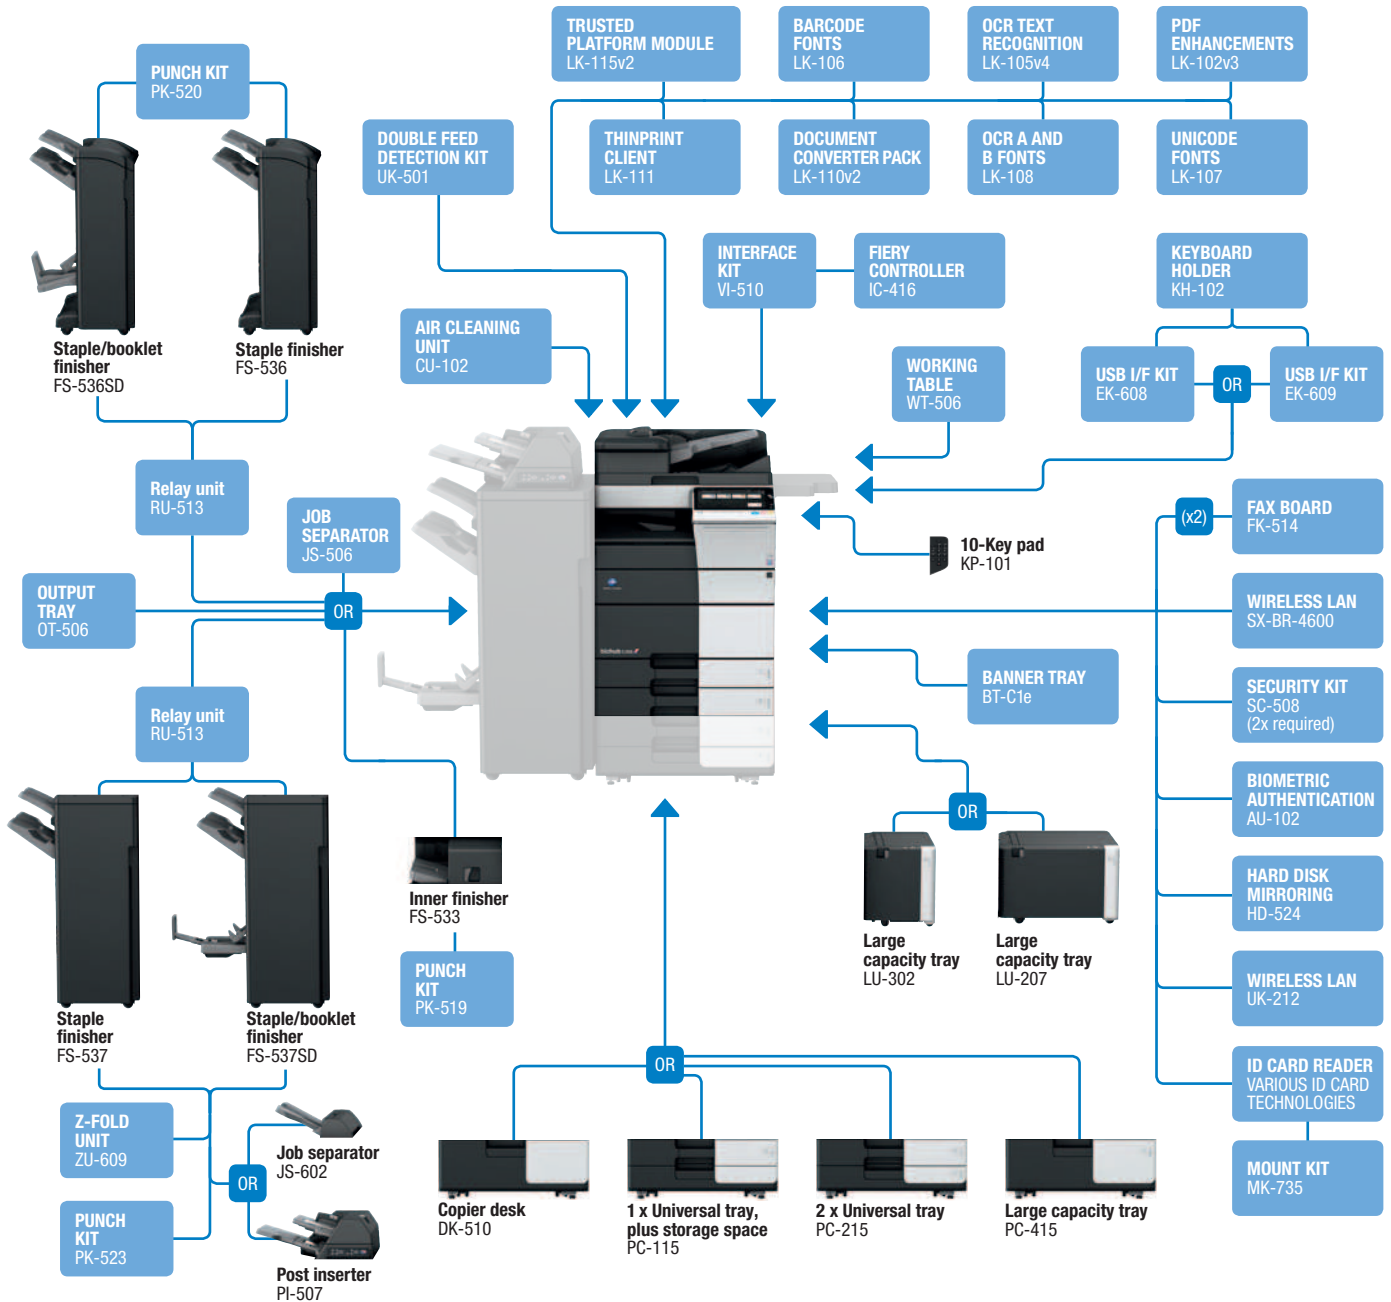 TRUSTED
PLATFORM MODULE
LK-115v2
BARCODE
FONTS
LK-106
OCR TEXT
RECOGNITION
LK-105v4
PDF
ENHANCEMENTS
LK-102v3
PUNCH KIT
PK-520
DOUBLE FEED
DETECTION KIT
UK-501
THINPRINT
CLIENT
LK-111
DOCUMENT
CONVERTER PACK
LK-110v2
OCR A AND
B FONTS
LK-108
UNICODE
FONTS
LK-107
INTERFACE
KIT
VI-510
FIERY
CONTROLLER
IC-416
KEYBOARD
HOLDER
KH-102
AIR CLEANING
UNIT
CU-102
Staple/booklet
finisher
FS-536SD
Staple finisher
FS-536
WORKING
TABLE
WT-506
USB I/F KIT
EK-608
OR
USB I/F KIT
EK-609
Relay unit
RU-513
JOB
SEPARATOR
JS-506
10-Key pad
KP-101
(x2)
FAX BOARD
FK-514
OUTPUT
TRAY
OT-506
OR
WIRELESS LAN
SX-BR-4600
BANNER TRAY
BT-C1e
SECURITY KIT
SC-508
(2x required)
Relay unit
RU-513
BIOMETRIC
AUTHENTICATION
AU-102
OR
HARD DISK
MIRRORING
HD-524
Inner finisher
FS-533
Large
capacity tray
LU-302
Large
capacity tray
LU-207
PUNCH
KIT
PK-519
WIRELESS LAN
UK-212
Staple
finisher
FS-537
Staple/booklet
finisher
FS-537SD
OR
ID CARD READER
VARIOUS ID CARD
TECHNOLOGIES
Z-FOLD
UNIT
ZU-609
Job separator
JS-602
OR
MOUNT KIT
MK-735
PUNCH
KIT
PK-523
Post inserter
PI-507
Copier desk
DK-510
1 x Universal tray,
plus storage space
PC-115
2 x Universal tray
PC-215
Large capacity tray
PC-415